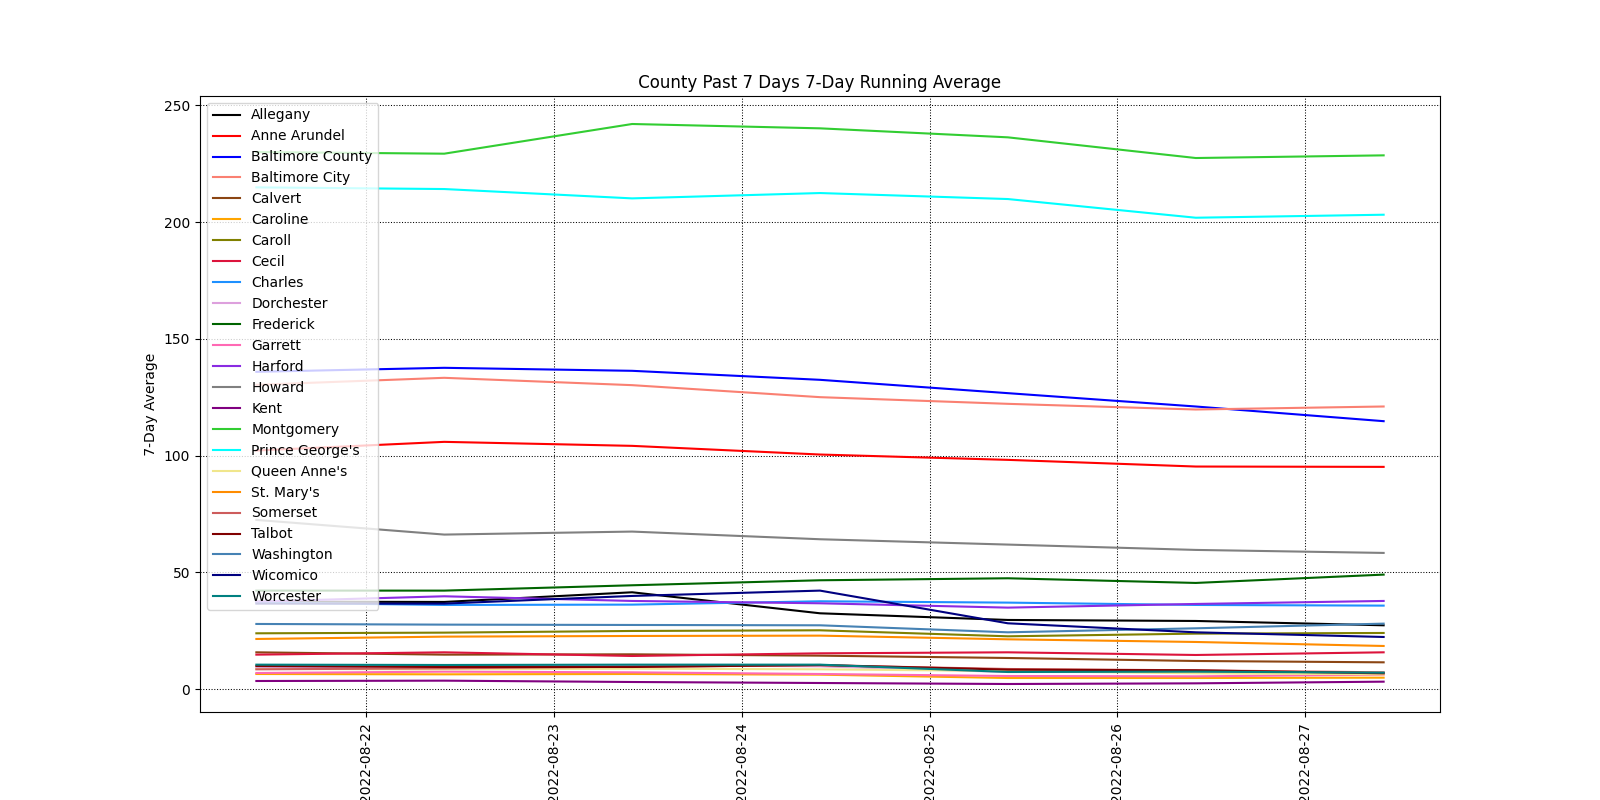 County Past 7 Days 7-Day Running Average
250
200
150
100
50
0
7-Day Average
Allegany
Anne Arundel
Baltimore County
Baltimore City
Calvert
Caroline
Caroll
Cecil
Charles
Dorchester
Frederick
Garrett
Harford
Howard
Kent
Montgomery
Prince George's
Queen Anne's
St. Mary's
Somerset
Talbot
Washington
Wicomico
Worcester
2022-08-22
2022-08-23
2022-08-24
2022-08-25
2022-08-26
2022-08-27